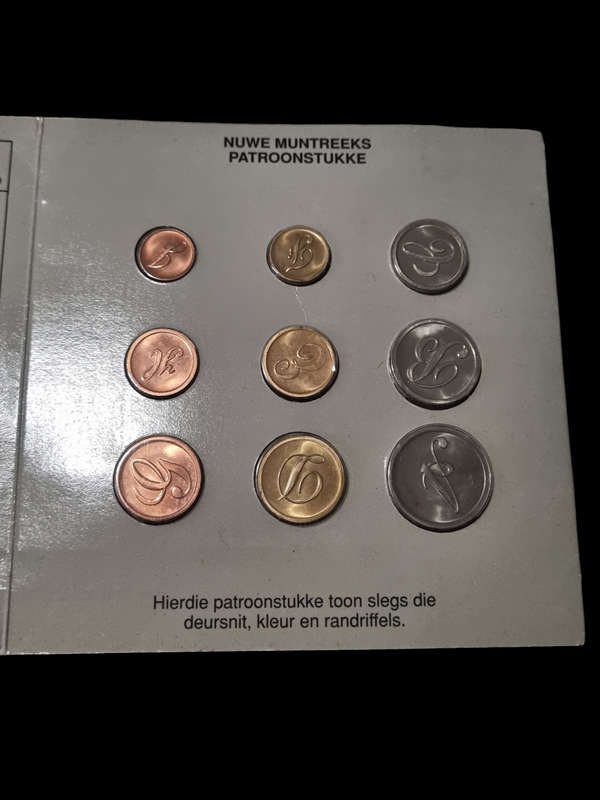 NUWE MUNTREEKS
PATROONSTUKKE
Hierdie patroonstukke toon slegs die
deursnit, kleur en randriffels.